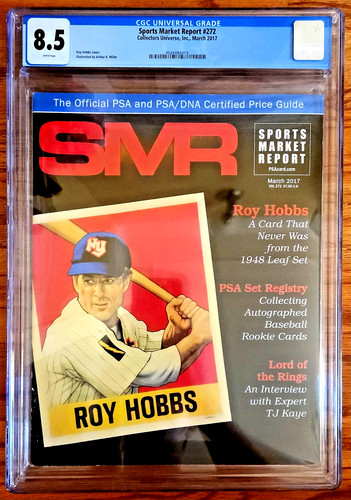 CGC UNIVERSAL GRADE
8.5
Sports Market Report #272
Collectors Universe, Inc., March 2017
Roy Hobbs cover
Illustration by Arthur K. Miller
The Official PSA and PSA/DNA Certified Price Guide
SMR
SPORTS
MARKET
REPORT
PSAcard.com
March 2017
Roy Hobbs
A Card That
Never Was
from the
1948 Leaf Set
PSA Set Registry
Collecting
Autographed
Baseball
Rookie Cards
Lord of
the Rings
An Interview
with Expert
TJ Kaye
NY
ROY HOBBS